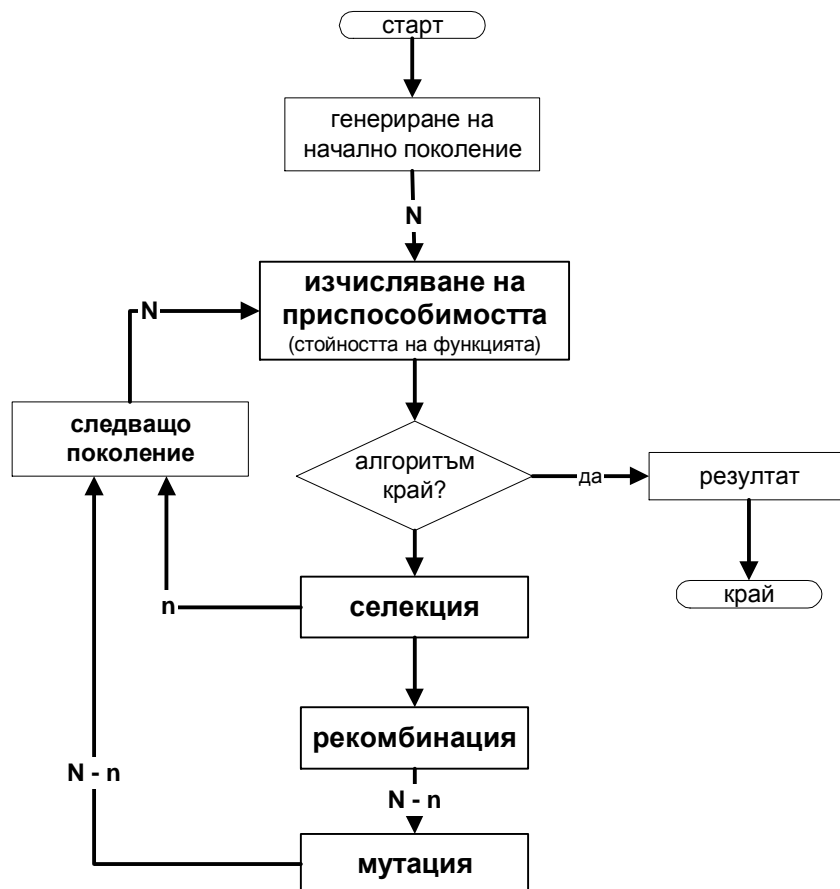 старт
генериране на
начално поколение
N
изчисляване на
приспособимостта
(стойността на функцията)
N
следващо
поколение
алгоритъм
край?
да
резултат
край
селекция
n
рекомбинация
N - n
N - n
мутация